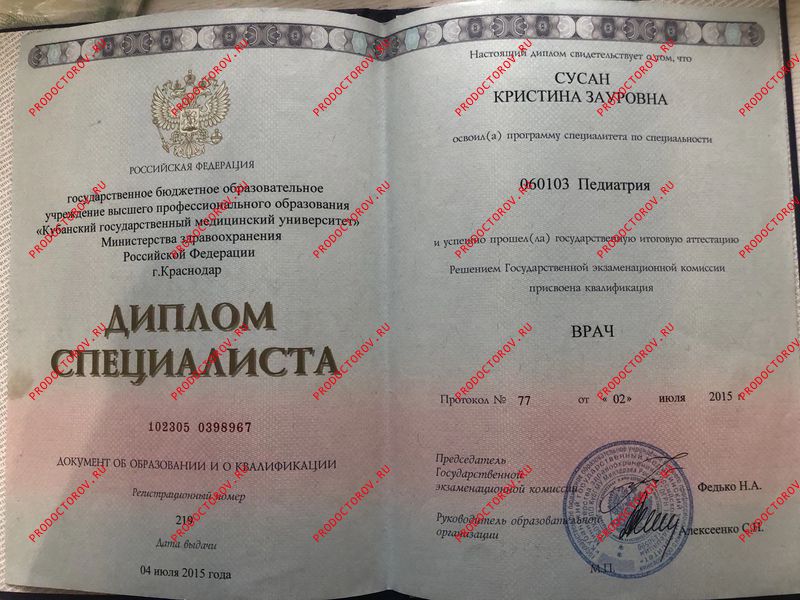 РОССИЙСКАЯ ФЕДЕРАЦИЯ
государственное бюджетное образовательное
учреждение высшего профессионального образования
«Кубанский государственный медицинский университет»
Министерства здравоохранения
Российской Федерации
г.Краснодар
ДИПЛОМ
СПЕЦИАЛИСТА
102305 0398967
ДОКУМЕНТ ОБ ОБРАЗОВАНИИ И О КВАЛИФИКАЦИИ
Регистрационный номер
219
Дата выдачи
04 июля 2015 года
Настоящий диплом свидетельствует о том, что
СУСАН
КРИСТИНА ЗАУРОВНА
освоил(а) программу специалитета по специальности
060103 Педиатрия
и успешно прошел(ла) государственную итоговую аттестацию
Решением Государственной экзаменационной комиссии
присвоена квалификация
ВРАЧ
Протокол № 77 от «02» июля 2015 г.
Председатель
Государственной
экзаменационной комиссии Федько Н.А.
Руководитель образовательной
организации Алексеенко С.Н.
М.П.
PRODOCTOROV.RU